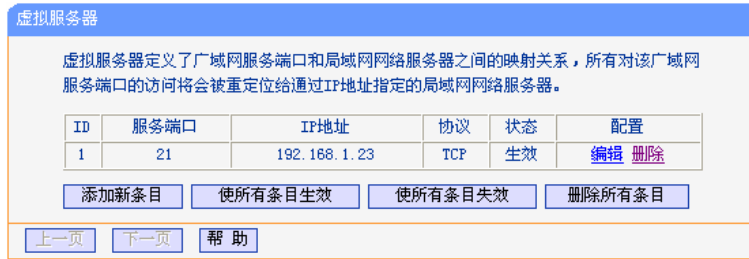 虚拟服务器
虚拟服务器定义了广域网服务端口和局域网网络服务器之间的映射关系，所有对该广域网
服务端口的访问将会被重定位给通过IP地址指定的局域网网络服务器。
ID 服务端口 IP地址 协议 状态 配置
1 21 192.168.1.23 TCP 生效 编辑 删除
添加新条目 使所有条目生效 使所有条目失效 删除所有条目
上一页 下一页 帮 助